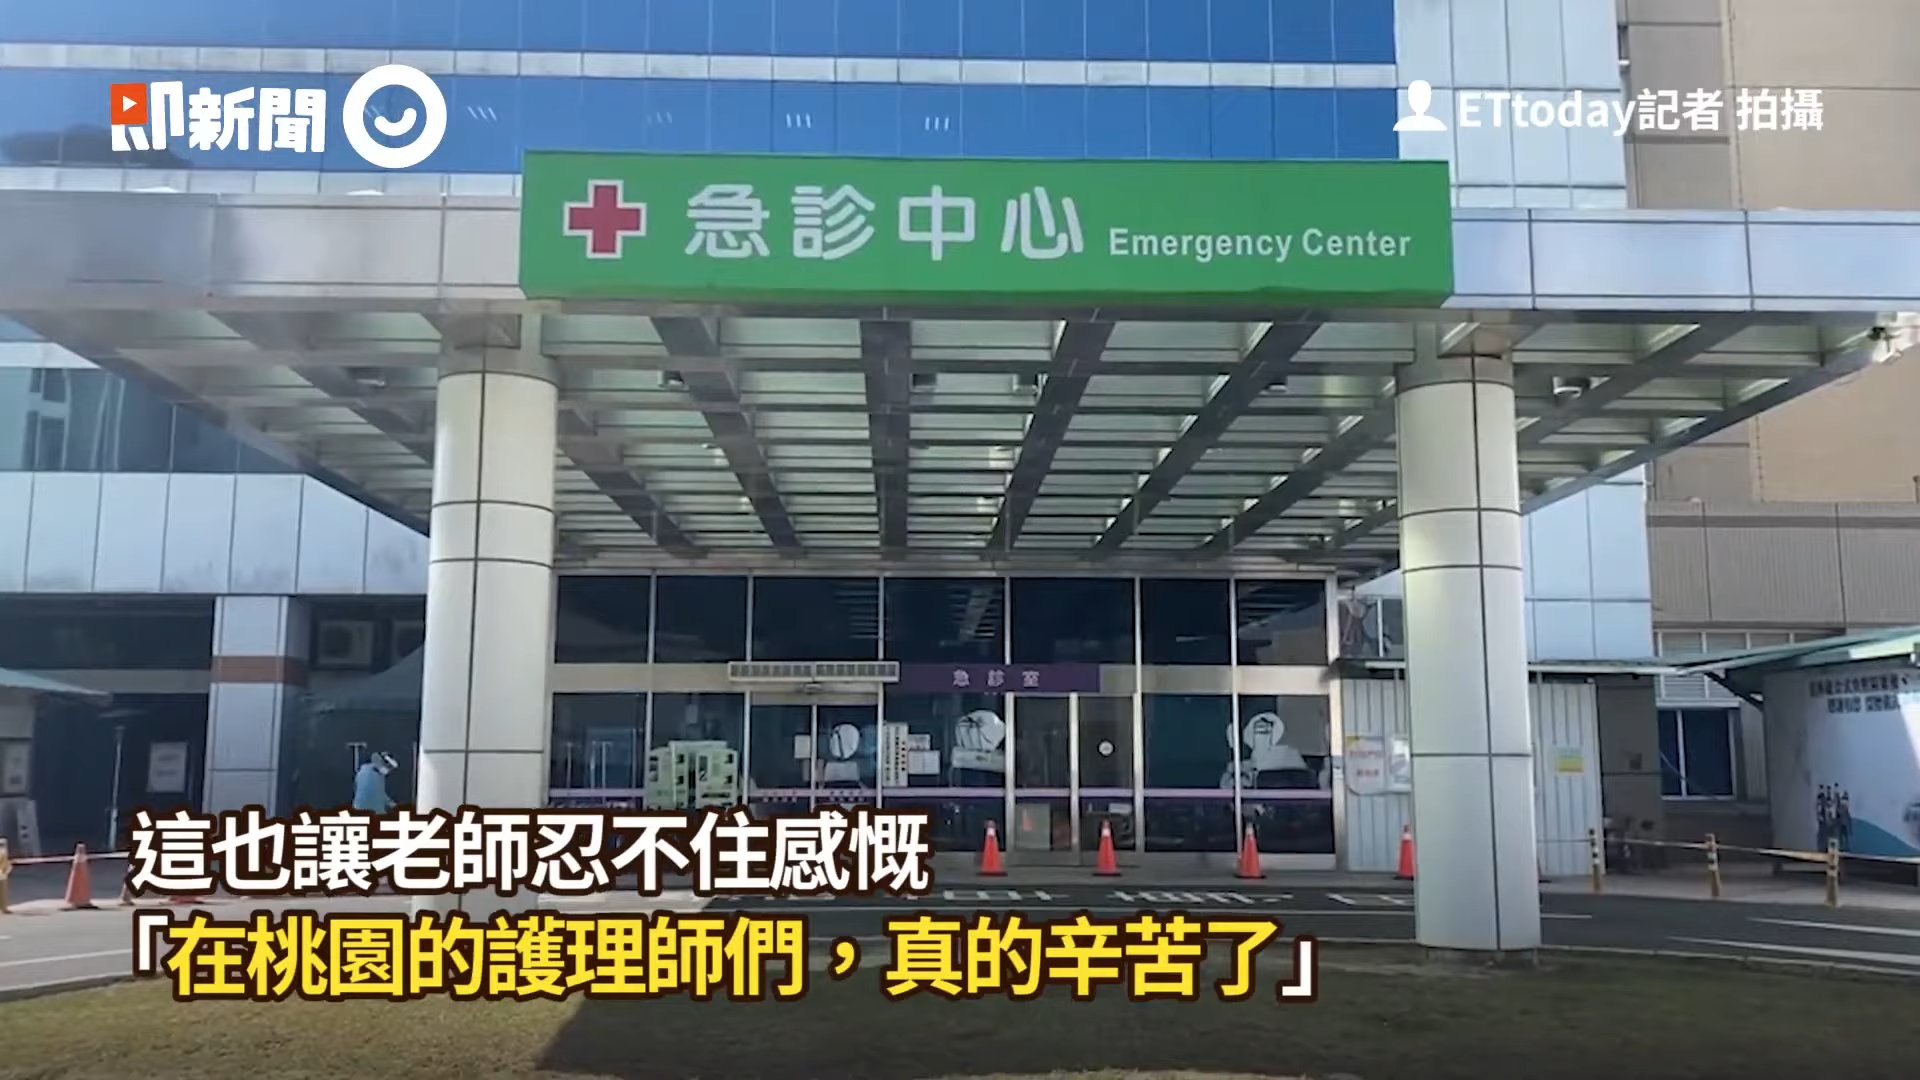 即新聞
ETtoday記者 拍攝
急診中心 Emergency Center
急診室
這也讓老師忍不住感慨
「在桃園的護理師們，真的辛苦了」